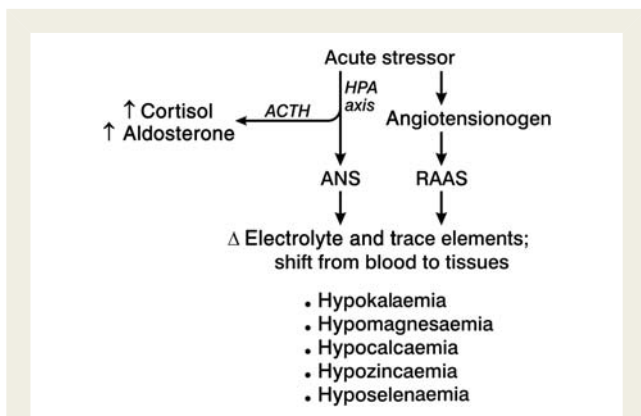 Acute stressor
HPA
axis
ACTH
↑ Cortisol
↑ Aldosterone
Angiotensionogen
ANS
RAAS
Δ Electrolyte and trace elements;
shift from blood to tissues
• Hypokalaemia
• Hypomagnesaemia
• Hypocalcaemia
• Hypozincaemia
• Hyposelenaemia